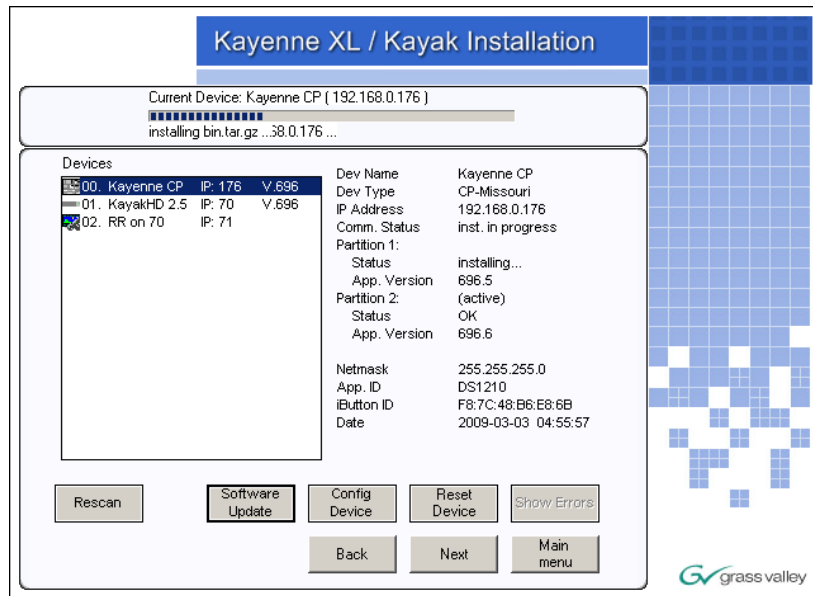 Kayenne XL / Kayak Installation
Current Device: Kayenne CP ( 192.168.0.176 )
installing bin.tar.gz ...58.0.176 ...
Devices
00. Kayenne CP IP: 176 V.696
01. KayakHD 2.5 IP: 70 V.696
02. RR on 70 IP: 71
Dev Name Kayenne CP
Dev Type CP-Missouri
IP Address 192.168.0.176
Comm. Status inst. in progress
Partition 1:
Status installing...
App. Version 696.5
Partition 2: (active)
Status OK
App. Version 696.6
Netmask 255.255.255.0
App. ID DS1210
iButton ID F8:7C:48:B6:E8:6B
Date 2009-03-03 04:55:57
Rescan
Software Update
Config Device
Reset Device
Show Errors
Back
Next
Main menu
GV grass valley